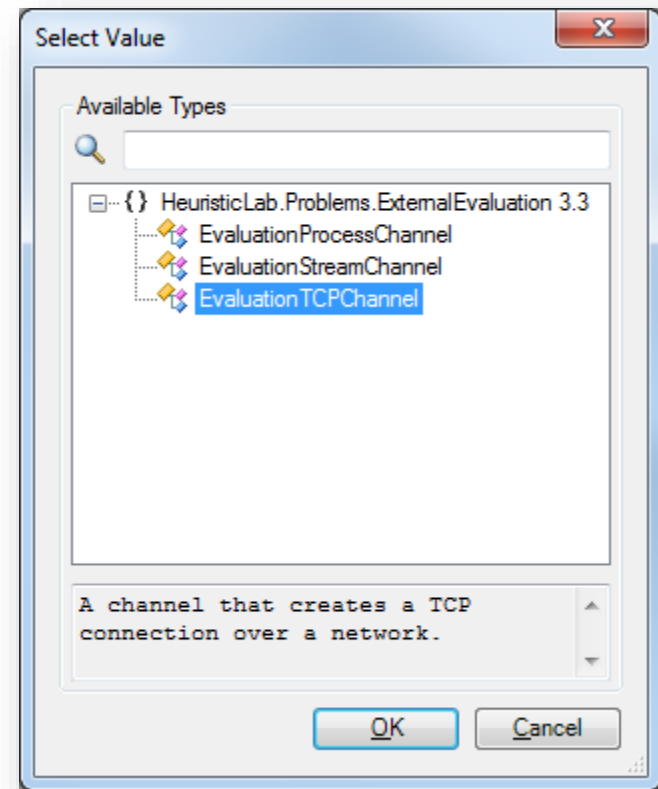 Select Value
Available Types
{} HeuristicLab.Problems.ExternalEvaluation 3.3
EvaluationProcessChannel
EvaluationStreamChannel
EvaluationTCPChannel
A channel that creates a TCP
connection over a network.
OK
Cancel